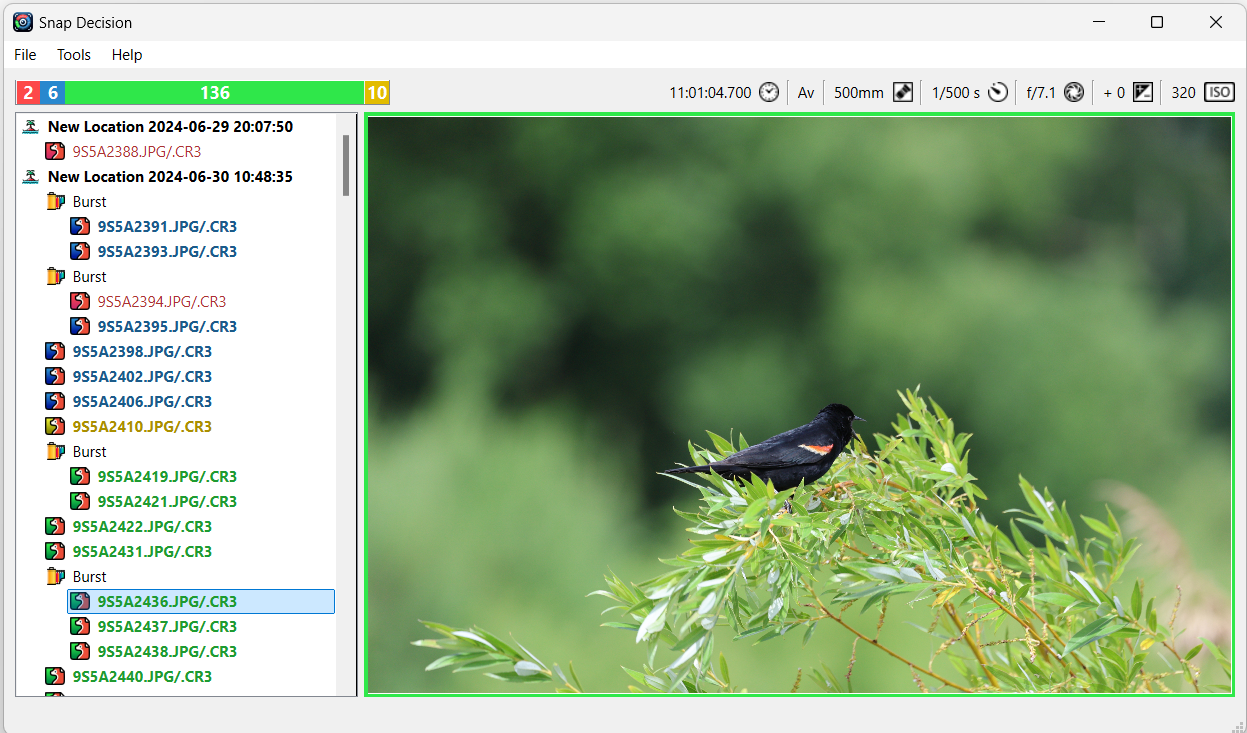 Snap Decision
File Tools Help
2 6 136 10
11:01:04.700 Av 500mm 1/500 s f/7.1 + 0 320 ISO
New Location 2024-06-29 20:07:50
9S5A2388.JPG/.CR3
New Location 2024-06-30 10:48:35
Burst
9S5A2391.JPG/.CR3
9S5A2393.JPG/.CR3
Burst
9S5A2394.JPG/.CR3
9S5A2395.JPG/.CR3
9S5A2398.JPG/.CR3
9S5A2402.JPG/.CR3
9S5A2406.JPG/.CR3
9S5A2410.JPG/.CR3
Burst
9S5A2419.JPG/.CR3
9S5A2421.JPG/.CR3
9S5A2422.JPG/.CR3
9S5A2431.JPG/.CR3
Burst
9S5A2436.JPG/.CR3
9S5A2437.JPG/.CR3
9S5A2438.JPG/.CR3
9S5A2440.JPG/.CR3